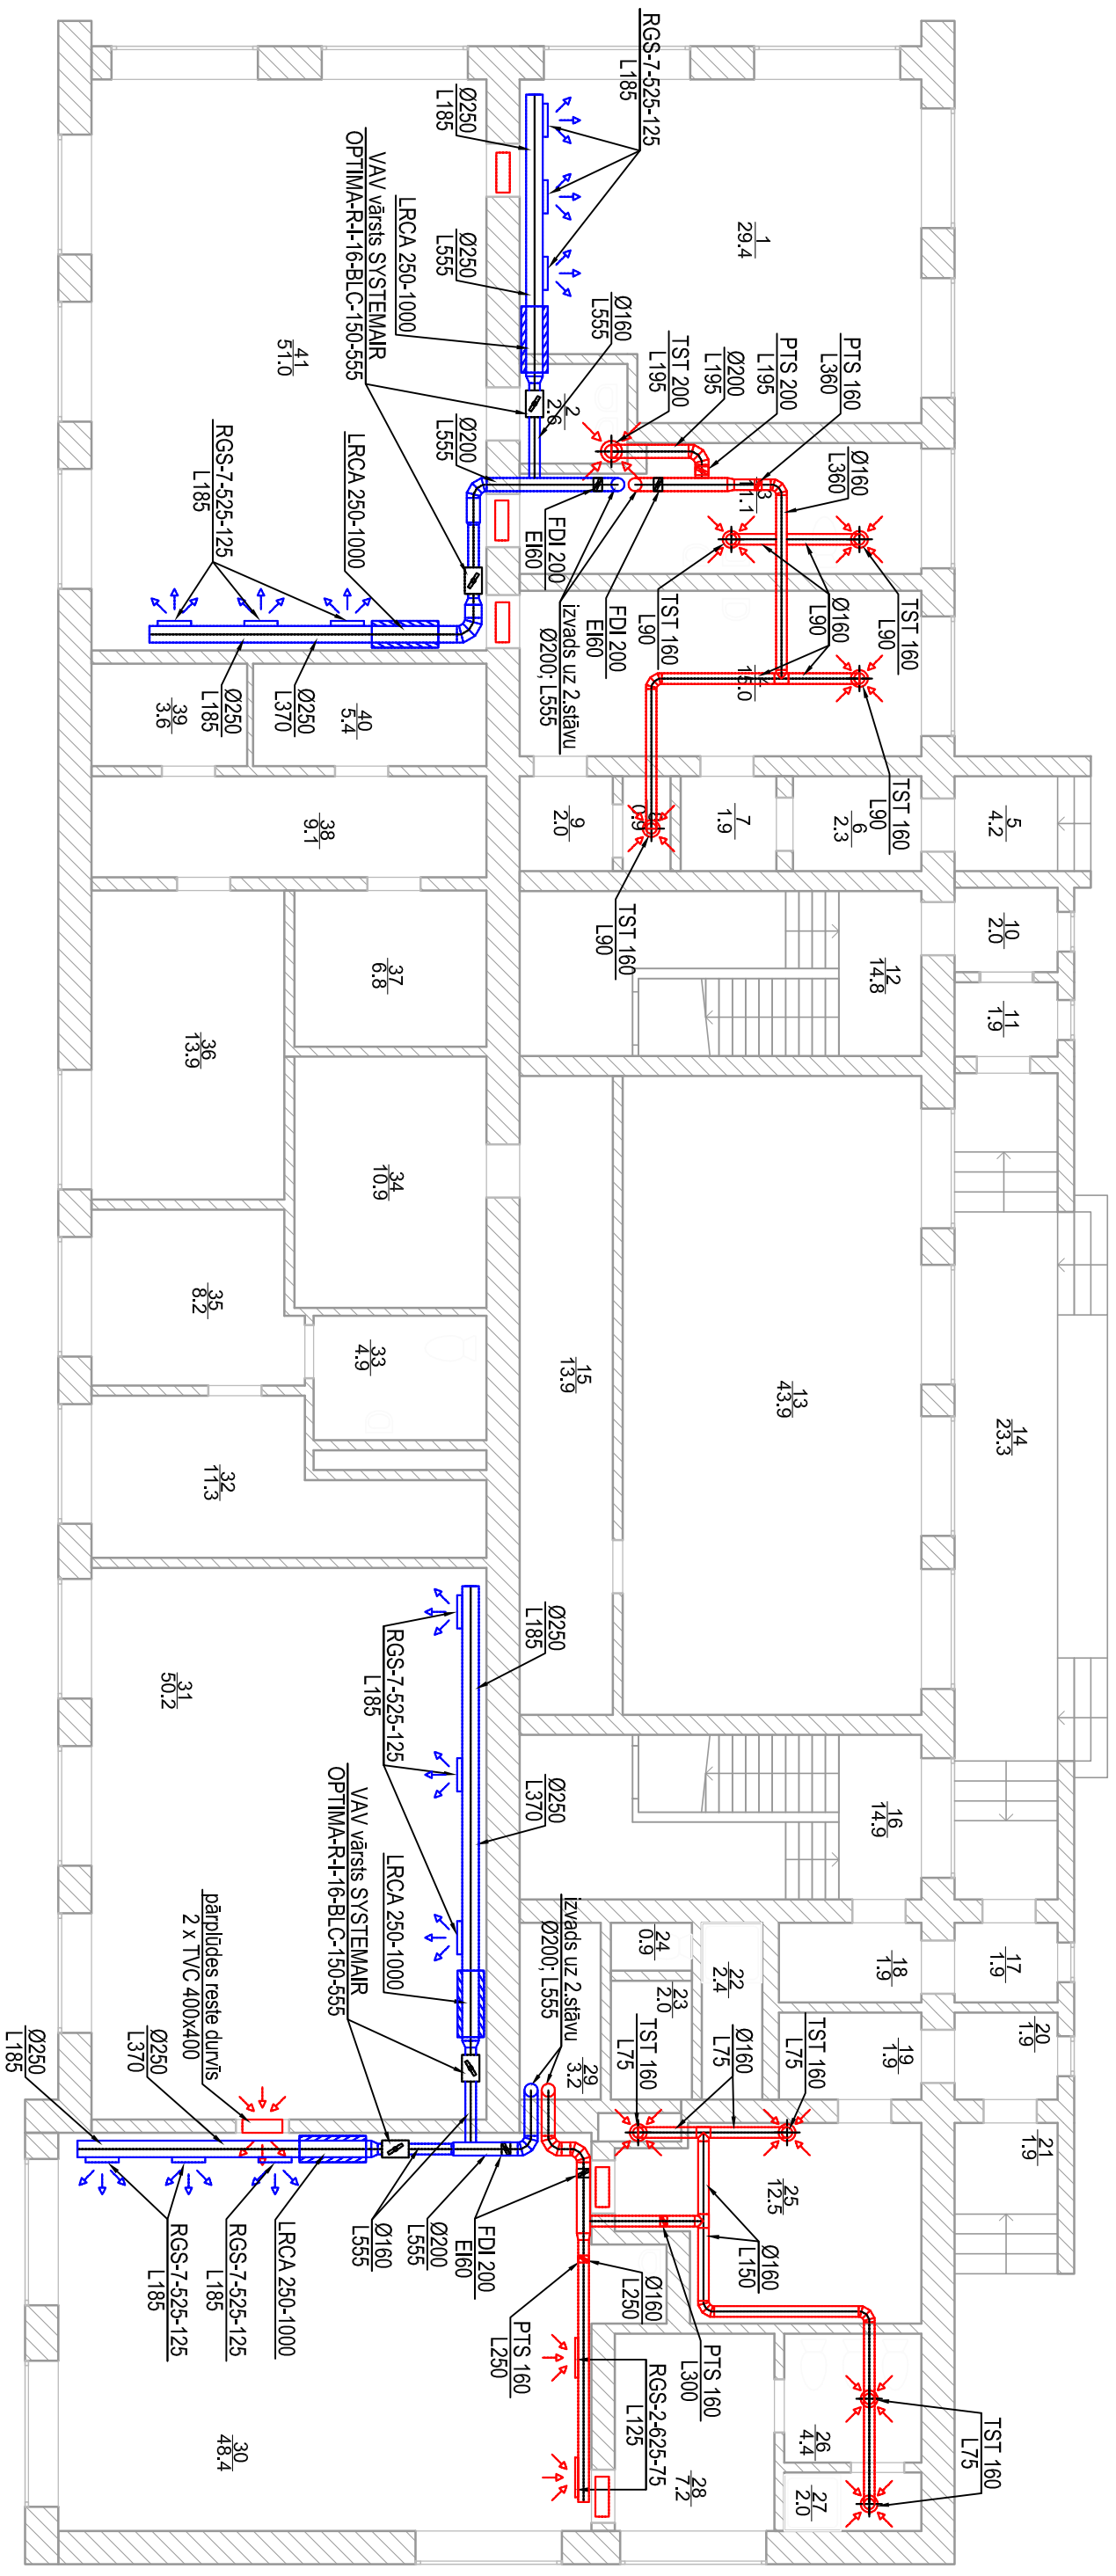 RGS-7-525-125
L185
Ø250
L185
VAV vārsts SYSTEMAIR
OPTIMA-R-I-16-BLC-150-555
LRCA 250-1000
Ø250
L555
1
29.4
Ø160
L555
TST 200
L195
Ø200
L195
PTS 200
L195
PTS 160
L360
Ø160
L360
41
51.0
2
2.6
3
1.1
Ø200
L555
RGS-7-525-125
L185
LRCA 250-1000
FDI 200
EI60
izvads uz 2.stāvu
Ø200; L555
FDI 200
EI60
TST 160
L90
Ø160
L90
TST 160
L90
15.0
Ø250
L185
Ø250
L370
39
3.6
40
5.4
TST 160
L90
38
9.1
9
2.0
0.9
7
1.9
6
2.3
5
4.2
TST 160
L90
37
6.8
12
14.8
10
2.0
11
1.9
36
13.9
34
10.9
35
8.2
33
4.9
15
13.9
13
43.9
14
23.3
32
11.3
31
50.2
Ø250
L185
RGS-7-525-125
L185
Ø250
L370
VAV vārsts SYSTEMAIR
OPTIMA-R-I-16-BLC-150-555
LRCA 250-1000
16
14.9
pārplūdes reste durvīs
2 x TVC 400x400
izvads uz 2.stāvu
Ø200; L555
24
0.9
23
2.0
22
2.4
18
1.9
17
1.9
29
3.2
TST 160
L75
Ø160
L75
TST 160
L75
19
1.9
20
1.9
21
1.9
Ø250
L185
Ø250
L370
RGS-7-525-125
L185
RGS-7-525-125
L185
LRCA 250-1000
Ø160
L555
Ø200
L555
FDI 200
EI60
25
12.5
Ø160
L150
Ø160
L250
PTS 160
L250
PTS 160
L300
RGS-2-625-75
L125
30
48.4
28
7.2
26
4.4
27
2.0
TST 160
L75